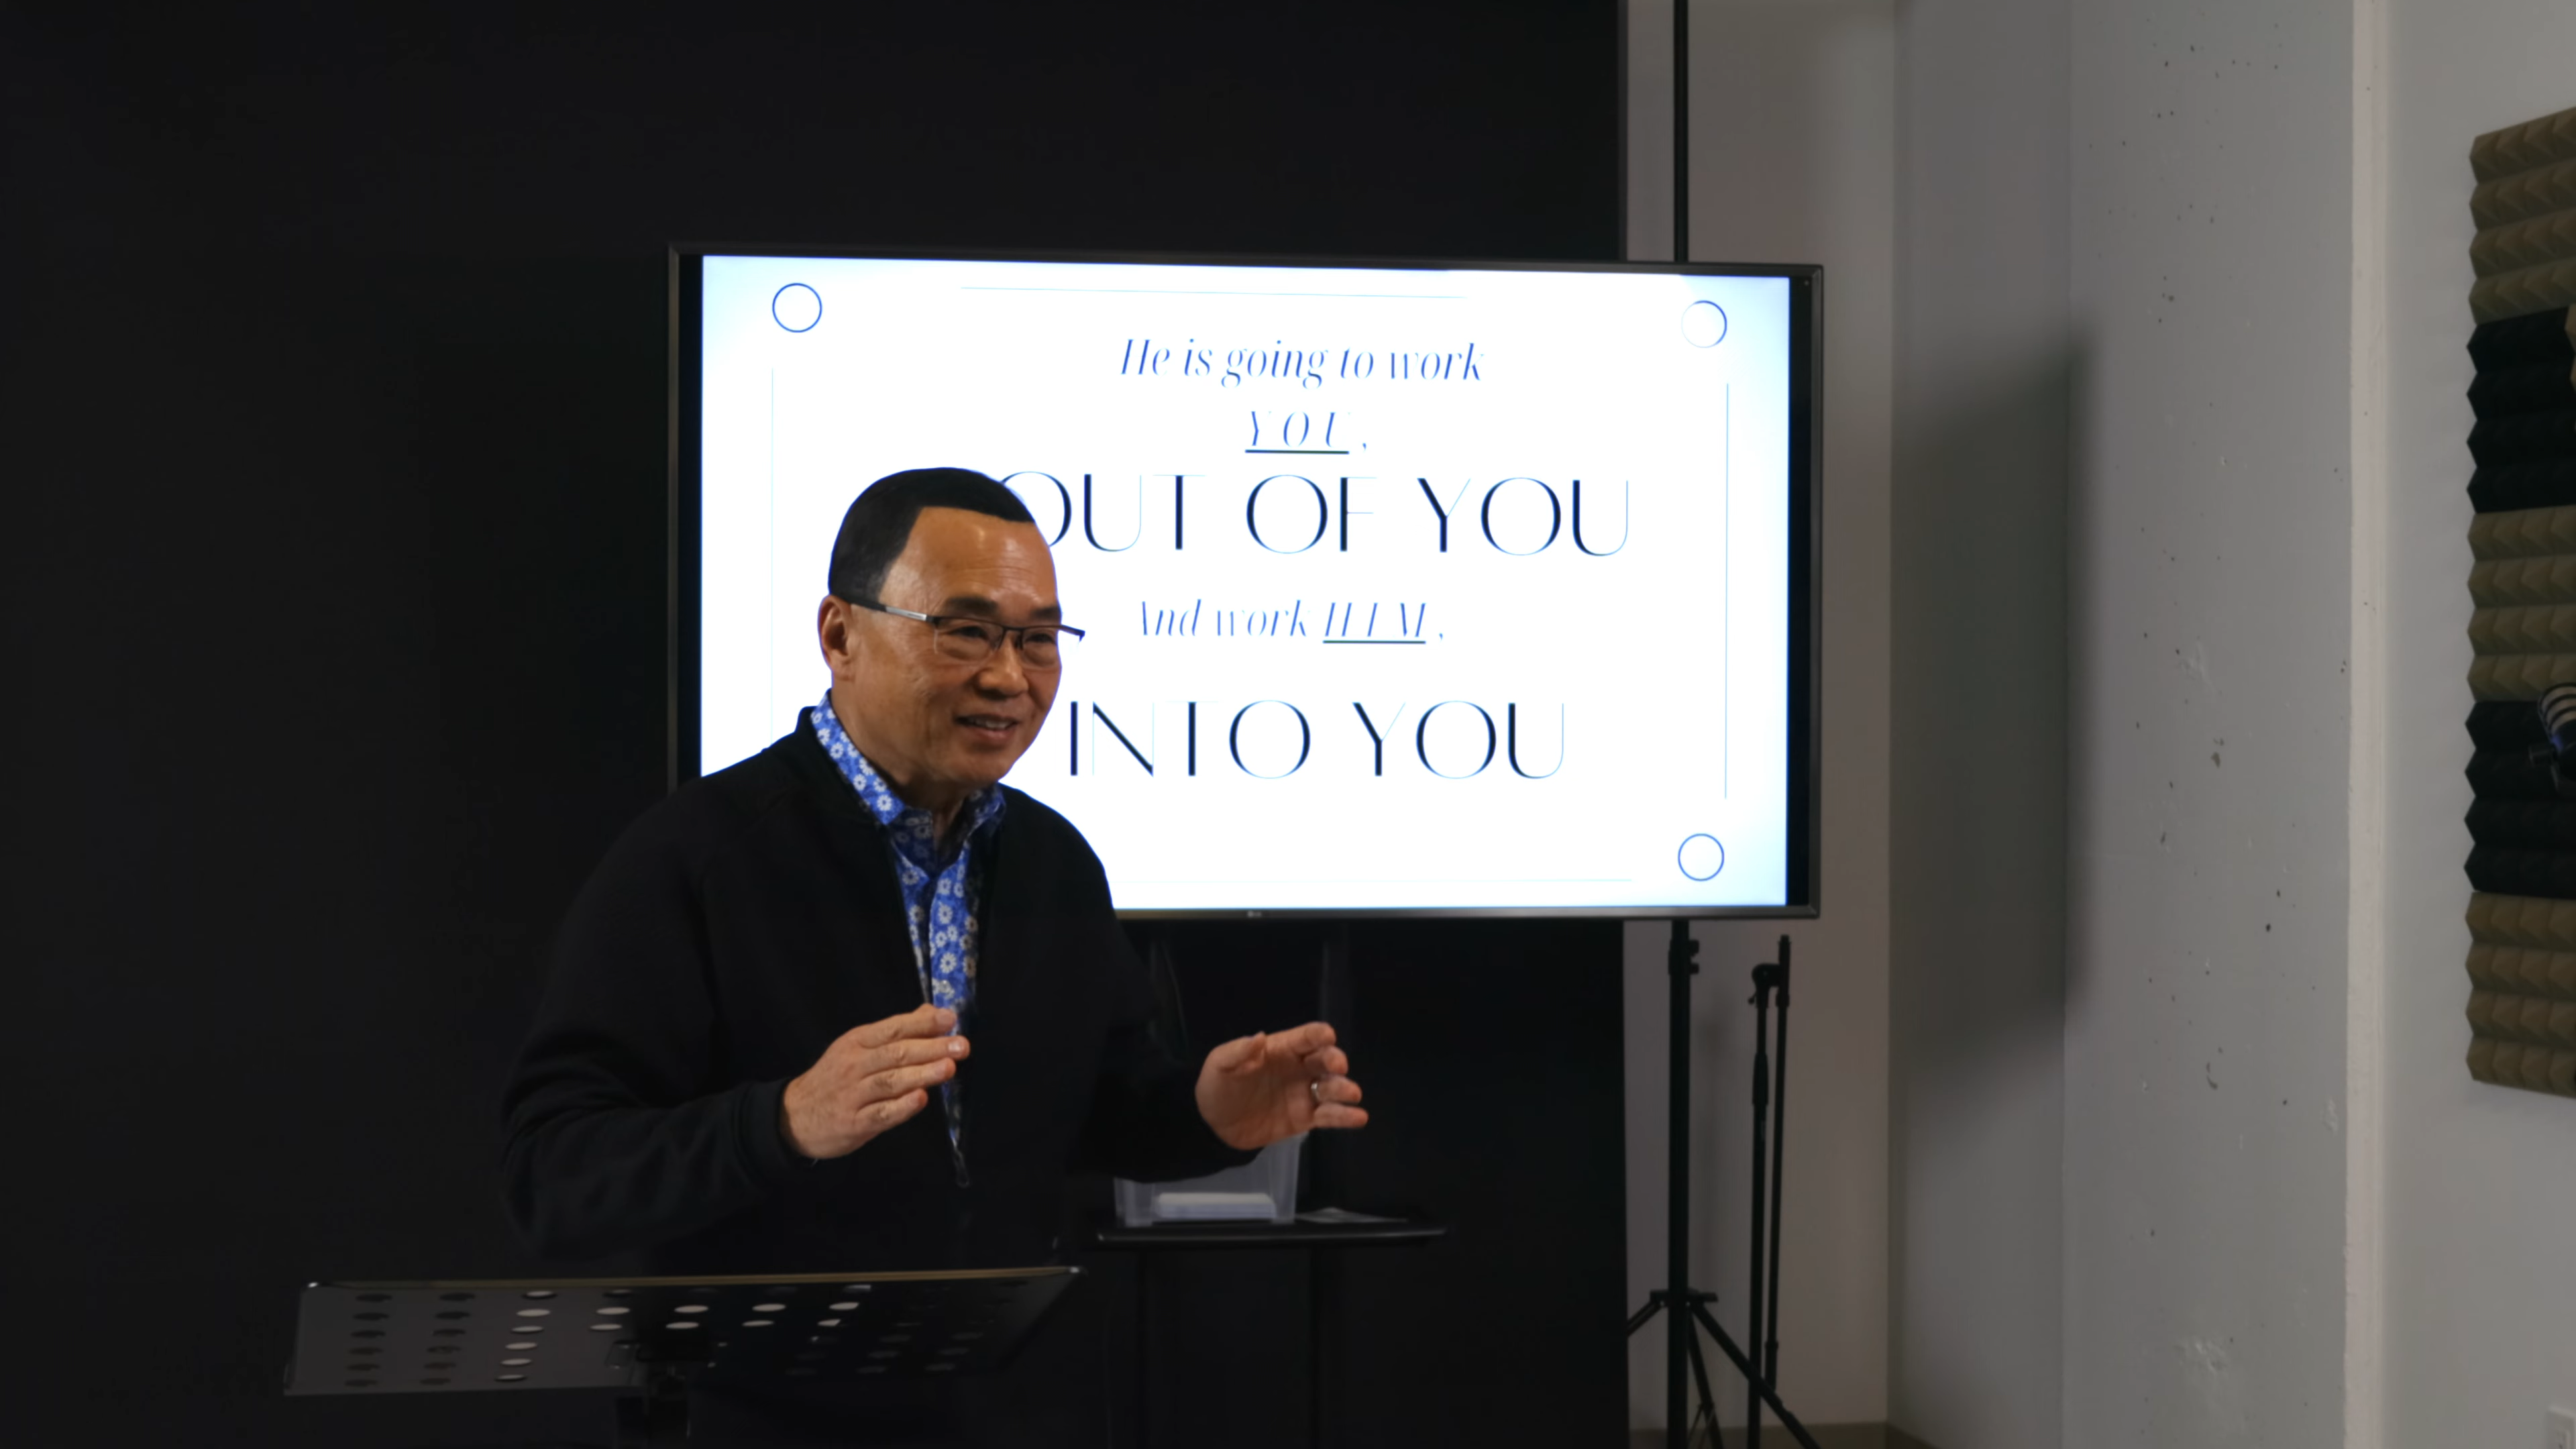 He is going to work
YOU,
OUT OF YOU
And work HIM,
INTO YOU